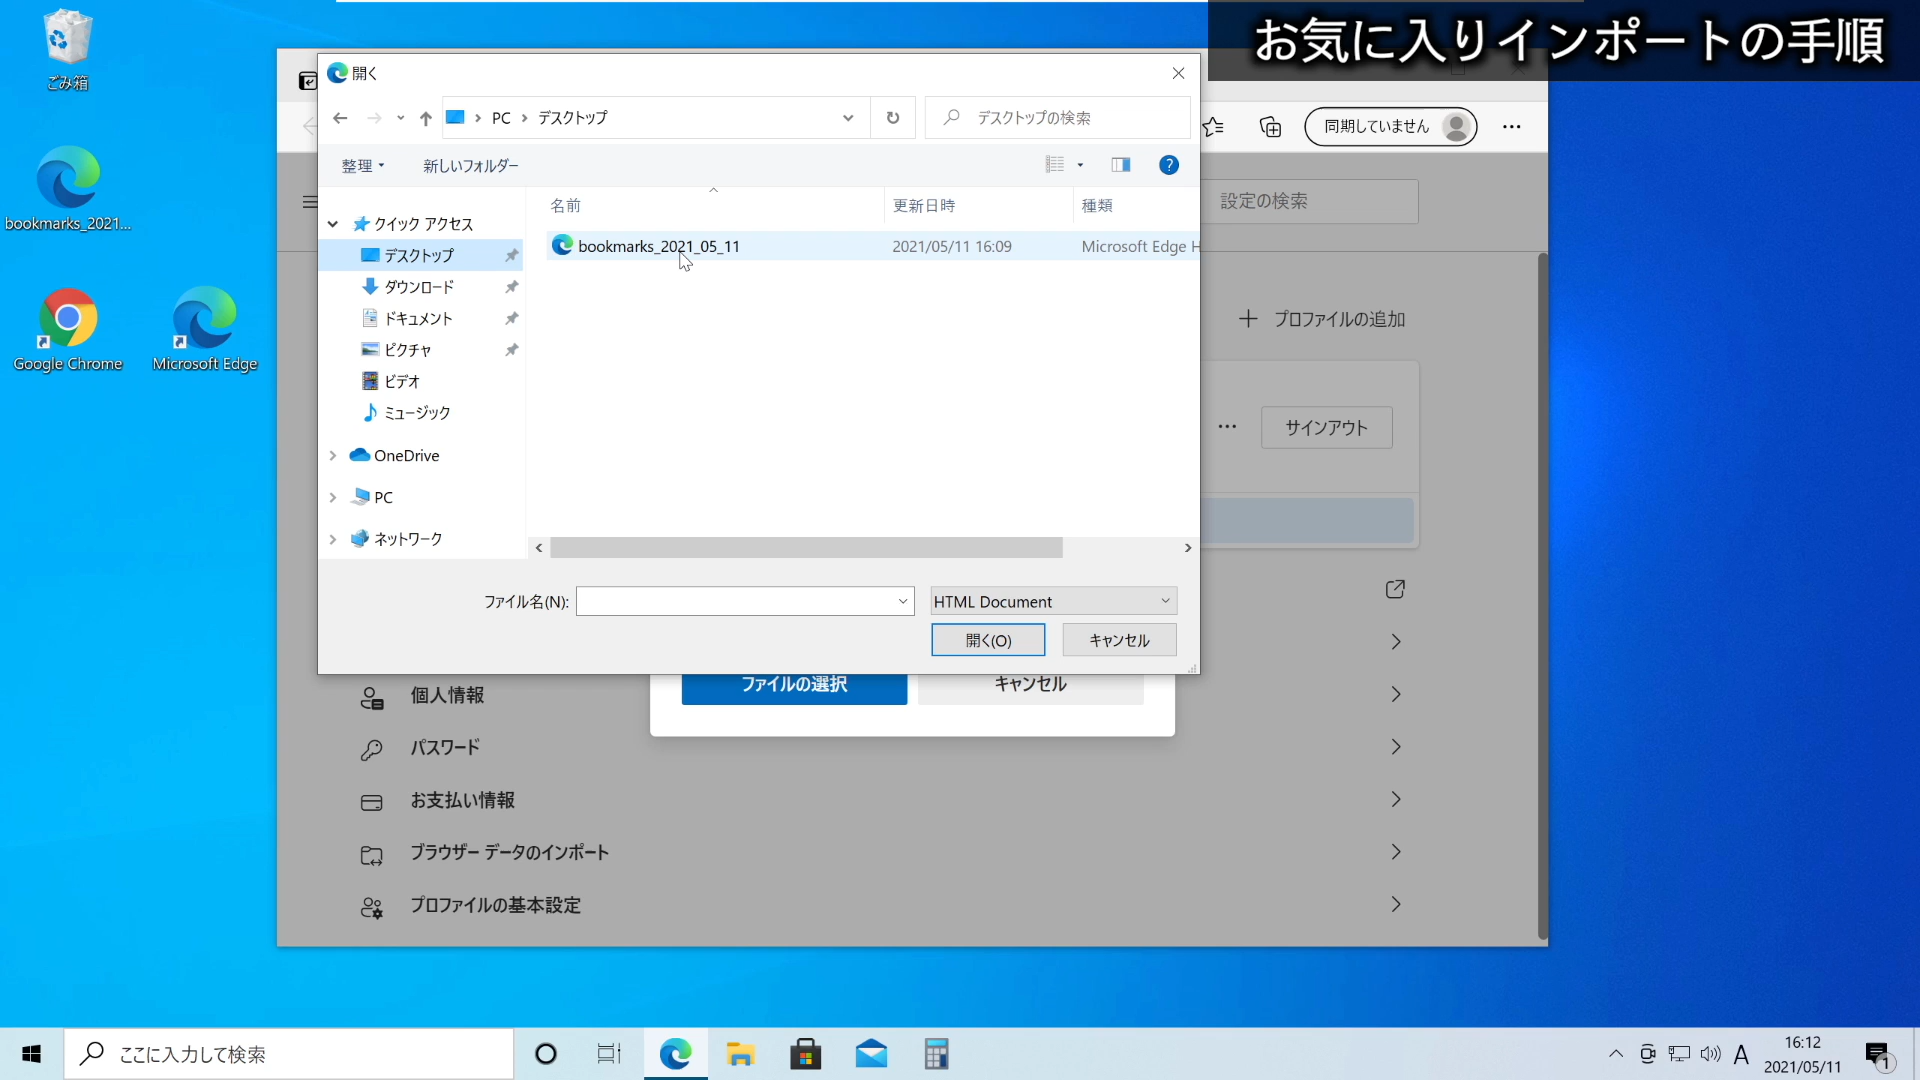 お気に入りインポートの手順
ごみ箱
bookmarks_2021...
Google Chrome
Microsoft Edge
開く
PC
デスクトップ
デスクトップの検索
整理
新しいフォルダー
?
名前
更新日時
種類
クイック アクセス
デスクトップ
ダウンロード
ドキュメント
ピクチャ
ビデオ
ミュージック
OneDrive
PC
ネットワーク
bookmarks_2021_05_11
2021/05/11 16:09
Microsoft Edge H
ファイル名(N):
HTML Document
開く(O)
キャンセル
同期していません
設定の検索
プロファイルの追加
サインアウト
ファイルの選択
キャンセル
個人情報
パスワード
お支払い情報
ブラウザー データのインポート
プロファイルの基本設定
ここに入力して検索
A
16:12
2021/05/11
1